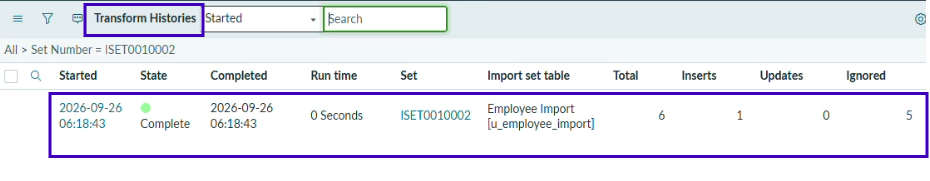 Transform Histories Started Search
All > Set Number = ISET0010002
Started State Completed Run time Set Import set table Total Inserts Updates Ignored
2026-09-26 2026-09-26 Employee Import
06:18:43 Complete 06:18:43 0 Seconds ISET0010002 [u_employee_import] 6 1 0 5